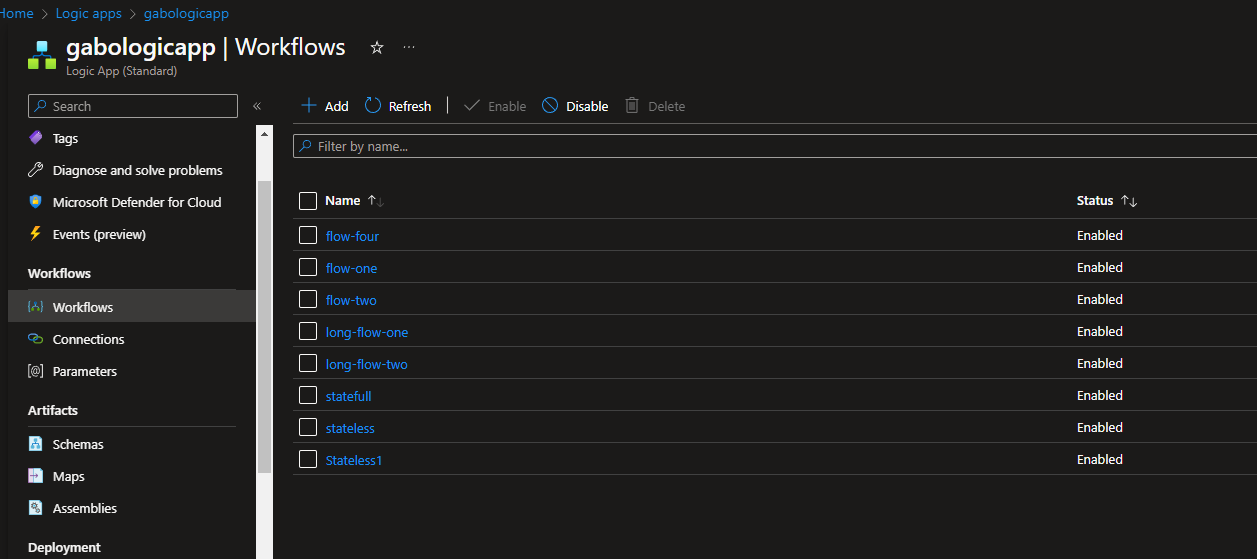 Home > Logic apps > gabologicapp
gabologicapp | Workflows
Logic App (Standard)
Search
Tags
Diagnose and solve problems
Microsoft Defender for Cloud
Events (preview)
Workflows
Workflows
Connections
Parameters
Artifacts
Schemas
Maps
Assemblies
Deployment
Add Refresh Enable Disable Delete
Filter by name...
Name Status
flow-four Enabled
flow-one Enabled
flow-two Enabled
long-flow-one Enabled
long-flow-two Enabled
statefull Enabled
stateless Enabled
Stateless1 Enabled